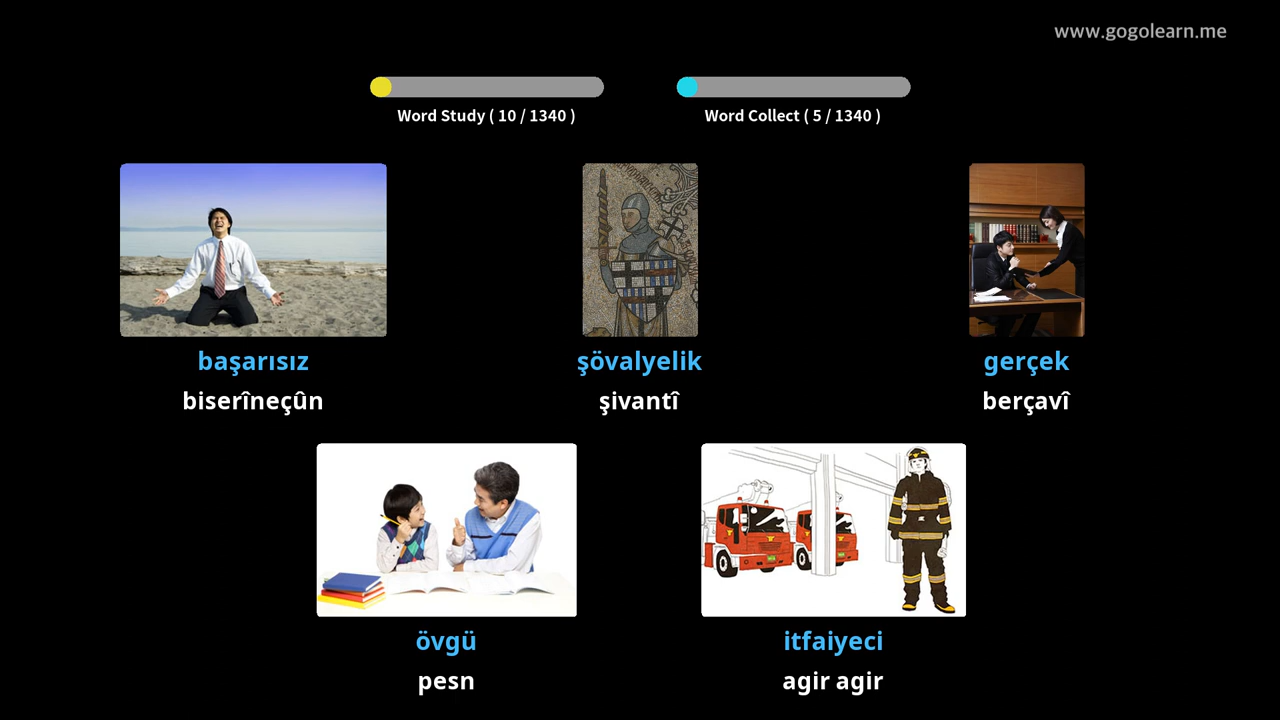 www.gogolearn.me
Word Study ( 10 / 1340 )
Word Collect ( 5 / 1340 )
başarısız
biserîneçûn
şövalyelik
şivantî
gerçek
berçavî
övgü
pesn
itfaiyeci
agir agir